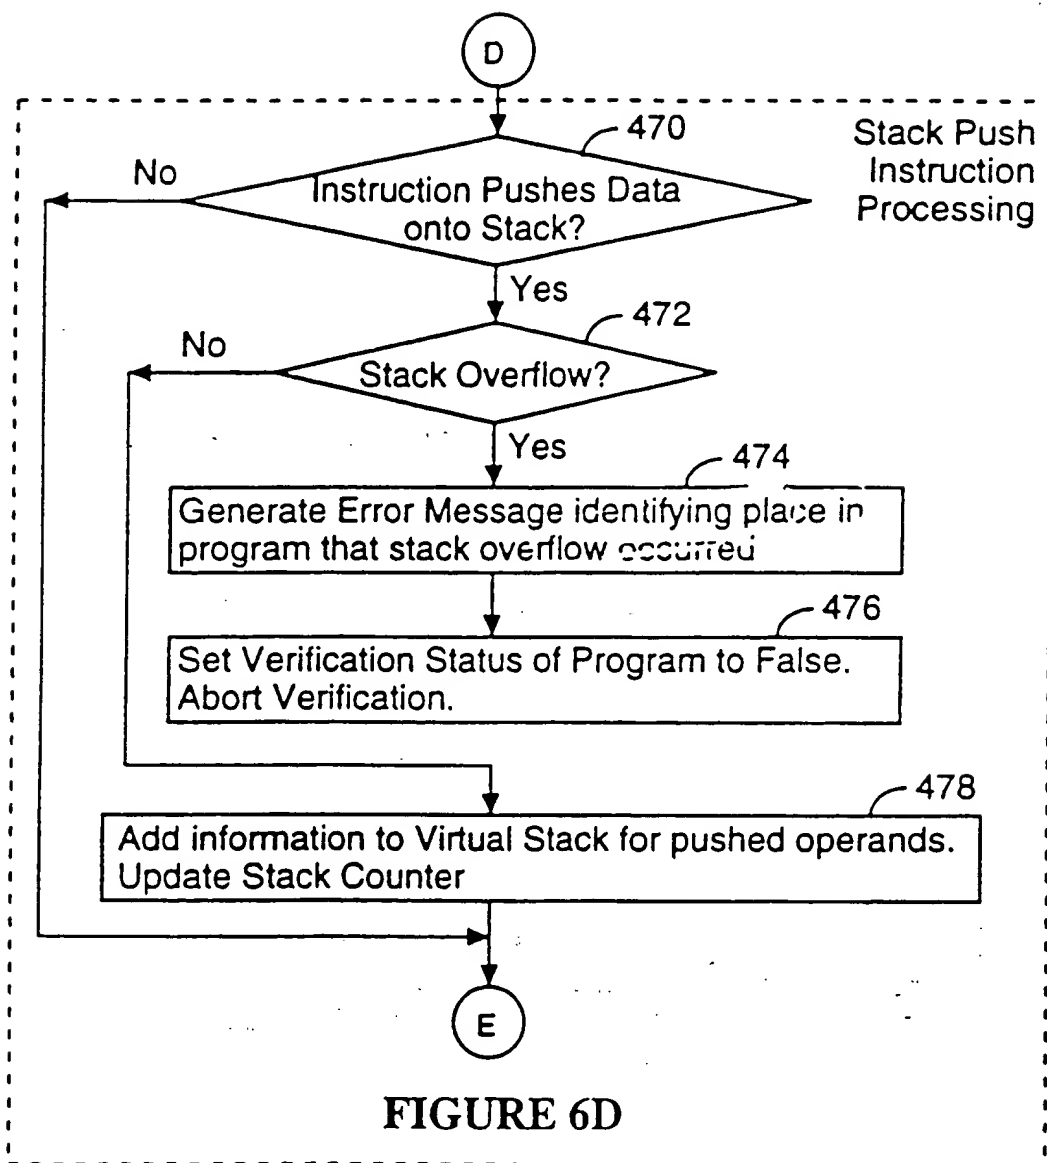 D
470
Stack Push
Instruction
Processing
No
Instruction Pushes Data
onto Stack?
Yes
472
No
Stack Overflow?
Yes
474
Generate Error Message identifying place in
program that stack overflow occurred
476
Set Verification Status of Program to False.
Abort Verification.
478
Add information to Virtual Stack for pushed operands.
Update Stack Counter
E
FIGURE 6D